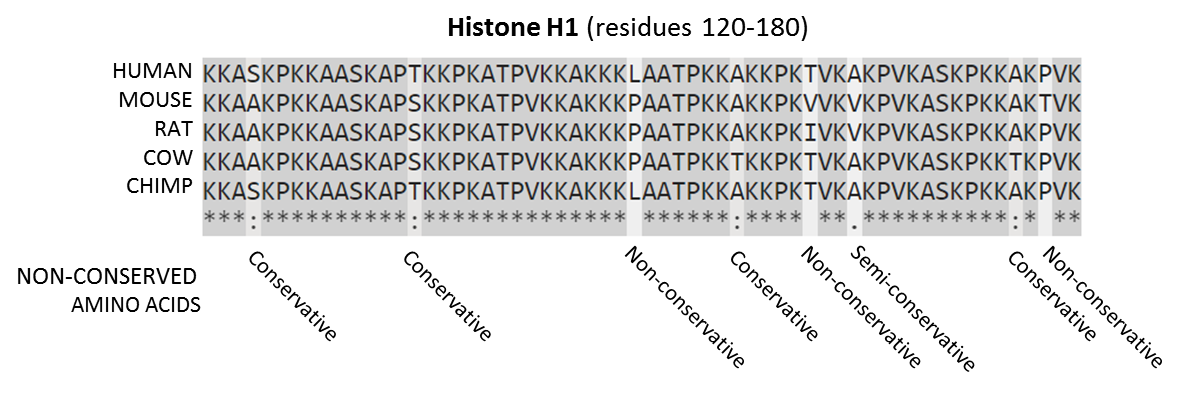 Histone H1 (residues 120-180)
HUMAN KKASKPKKAASKAPTKKPKATPVKKAKKKLAATPKKAKKPKTVKAKPVKASKPKKAKPVK
MOUSE KKAAKPKKAASKAPSKKPKATPVKKAKKKPAATPKKAKKPKVVKVKPVKASKPKKAKTVK
RAT KKAAKPKKAASKAPSKKPKATPVKKAKKKPAATPKKAKKPKIVKVKPVKASKPKKAKPVK
COW KKAAKPKKAASKAPSKKPKATPVKKAKKKPAATPKKTKKPKTVKAKPVKASKPKKTKPVK
CHIMP KKASKPKKAASKAPTKKPKATPVKKAKKKLAATPKKAKKPKTVKAKPVKASKPKKAKPVK
***:**********:************** ******:**** **.**********:* **
NON-CONSERVED
AMINO ACIDS
Conservative
Conservative
Non-conservative
Conservative
Non-conservative
Semi-conservative
Conservative
Non-conservative